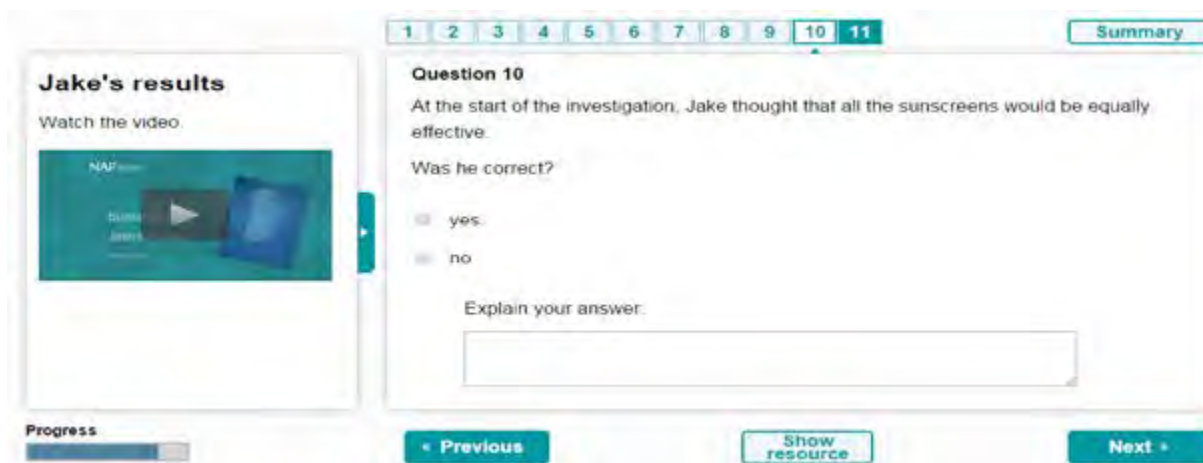 1 2 3 4 5 6 7 8 9 10 11
Summary
Jake's results
Watch the video.
NAP
Question 10
At the start of the investigation, Jake thought that all the sunscreens would be equally
effective.
Was he correct?
yes
no
Explain your answer.
Progress
Previous
Show
resource
Next